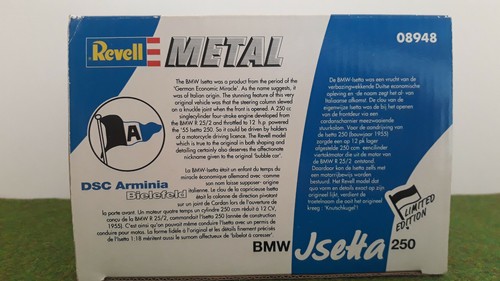 Revell METAL
08948
The BMW Isetta was a product from the period of the
'German Economic Miracle'. As the name suggests, it
was of Italian origin. The stunning feature of this very
original vehicle was that the steering column slewed
on a knuckle joint when the front is opened. A 250 cc
singlecylinder four-stroke engine developed from
the BMW R 25/2 and throttled to 12 h.p. powered
the '55 Isetta 250. So it could be driven by holders
of a motorcycle driving licence. The Revell model
which is true to the original in both shaping and
detailing certainly also deserves the affectionate
nickname given to the original 'bubble car'.
A
DSC Arminia
Bielefeld
La BMW-Isetta était un enfant du temps du
miracle économique allemand avec -comme
son nom laisse supposer- origine
italienne. Le clou de la capricieuse Isetta
était la colonne de direction pivotant
sur un joint de Cardan lors de l'ouverture de
la porte avant. Un moteur quatre temps un cylindre 250 cm réduit à 12 CV,
conçu de la BMW R 25/2, commandait l'Isetta 250 (année de construction
1955). C'est ainsi qu'on pouvait même conduire l'Isetta avec un permis de
conduire pour moto. La forme fidèle à l'original et les détails finement précisés
de l'Isetta 1:18 méritent aussi le surnom affectueux de 'bibelot à caresser'.
De BMW-Isetta was een vrucht van de
verbazingwekkende Duitse economische
opleving en -de naam zegt het al- van
Italiaanse afkomst. De clou van de
eigenwijze Isetta was de bij het openen
van de frontdeur via een
cardanscharnier meezwaaiende
stuurkolom. Voor de aandrijving van
de Isetta 250 (bouwjaar 1955)
zorgde een op 12 pk lager
afgestelde 250 ccm eencilinder
viertaktmotor die uit de motor van
de BMW R 25/2 ontstond.
Daardoor kon de Isetta zelfs met
een motorrijbewijs worden
bestuurd. Het Revell model dat
qua vorm en details exact op zijn
origineel lijkt, verdient daarom de
troetelnaam die ooit aan het origineel
kreeg : 'Knutschkugel'!
LIMITED
EDITION
BMW Isetta 250